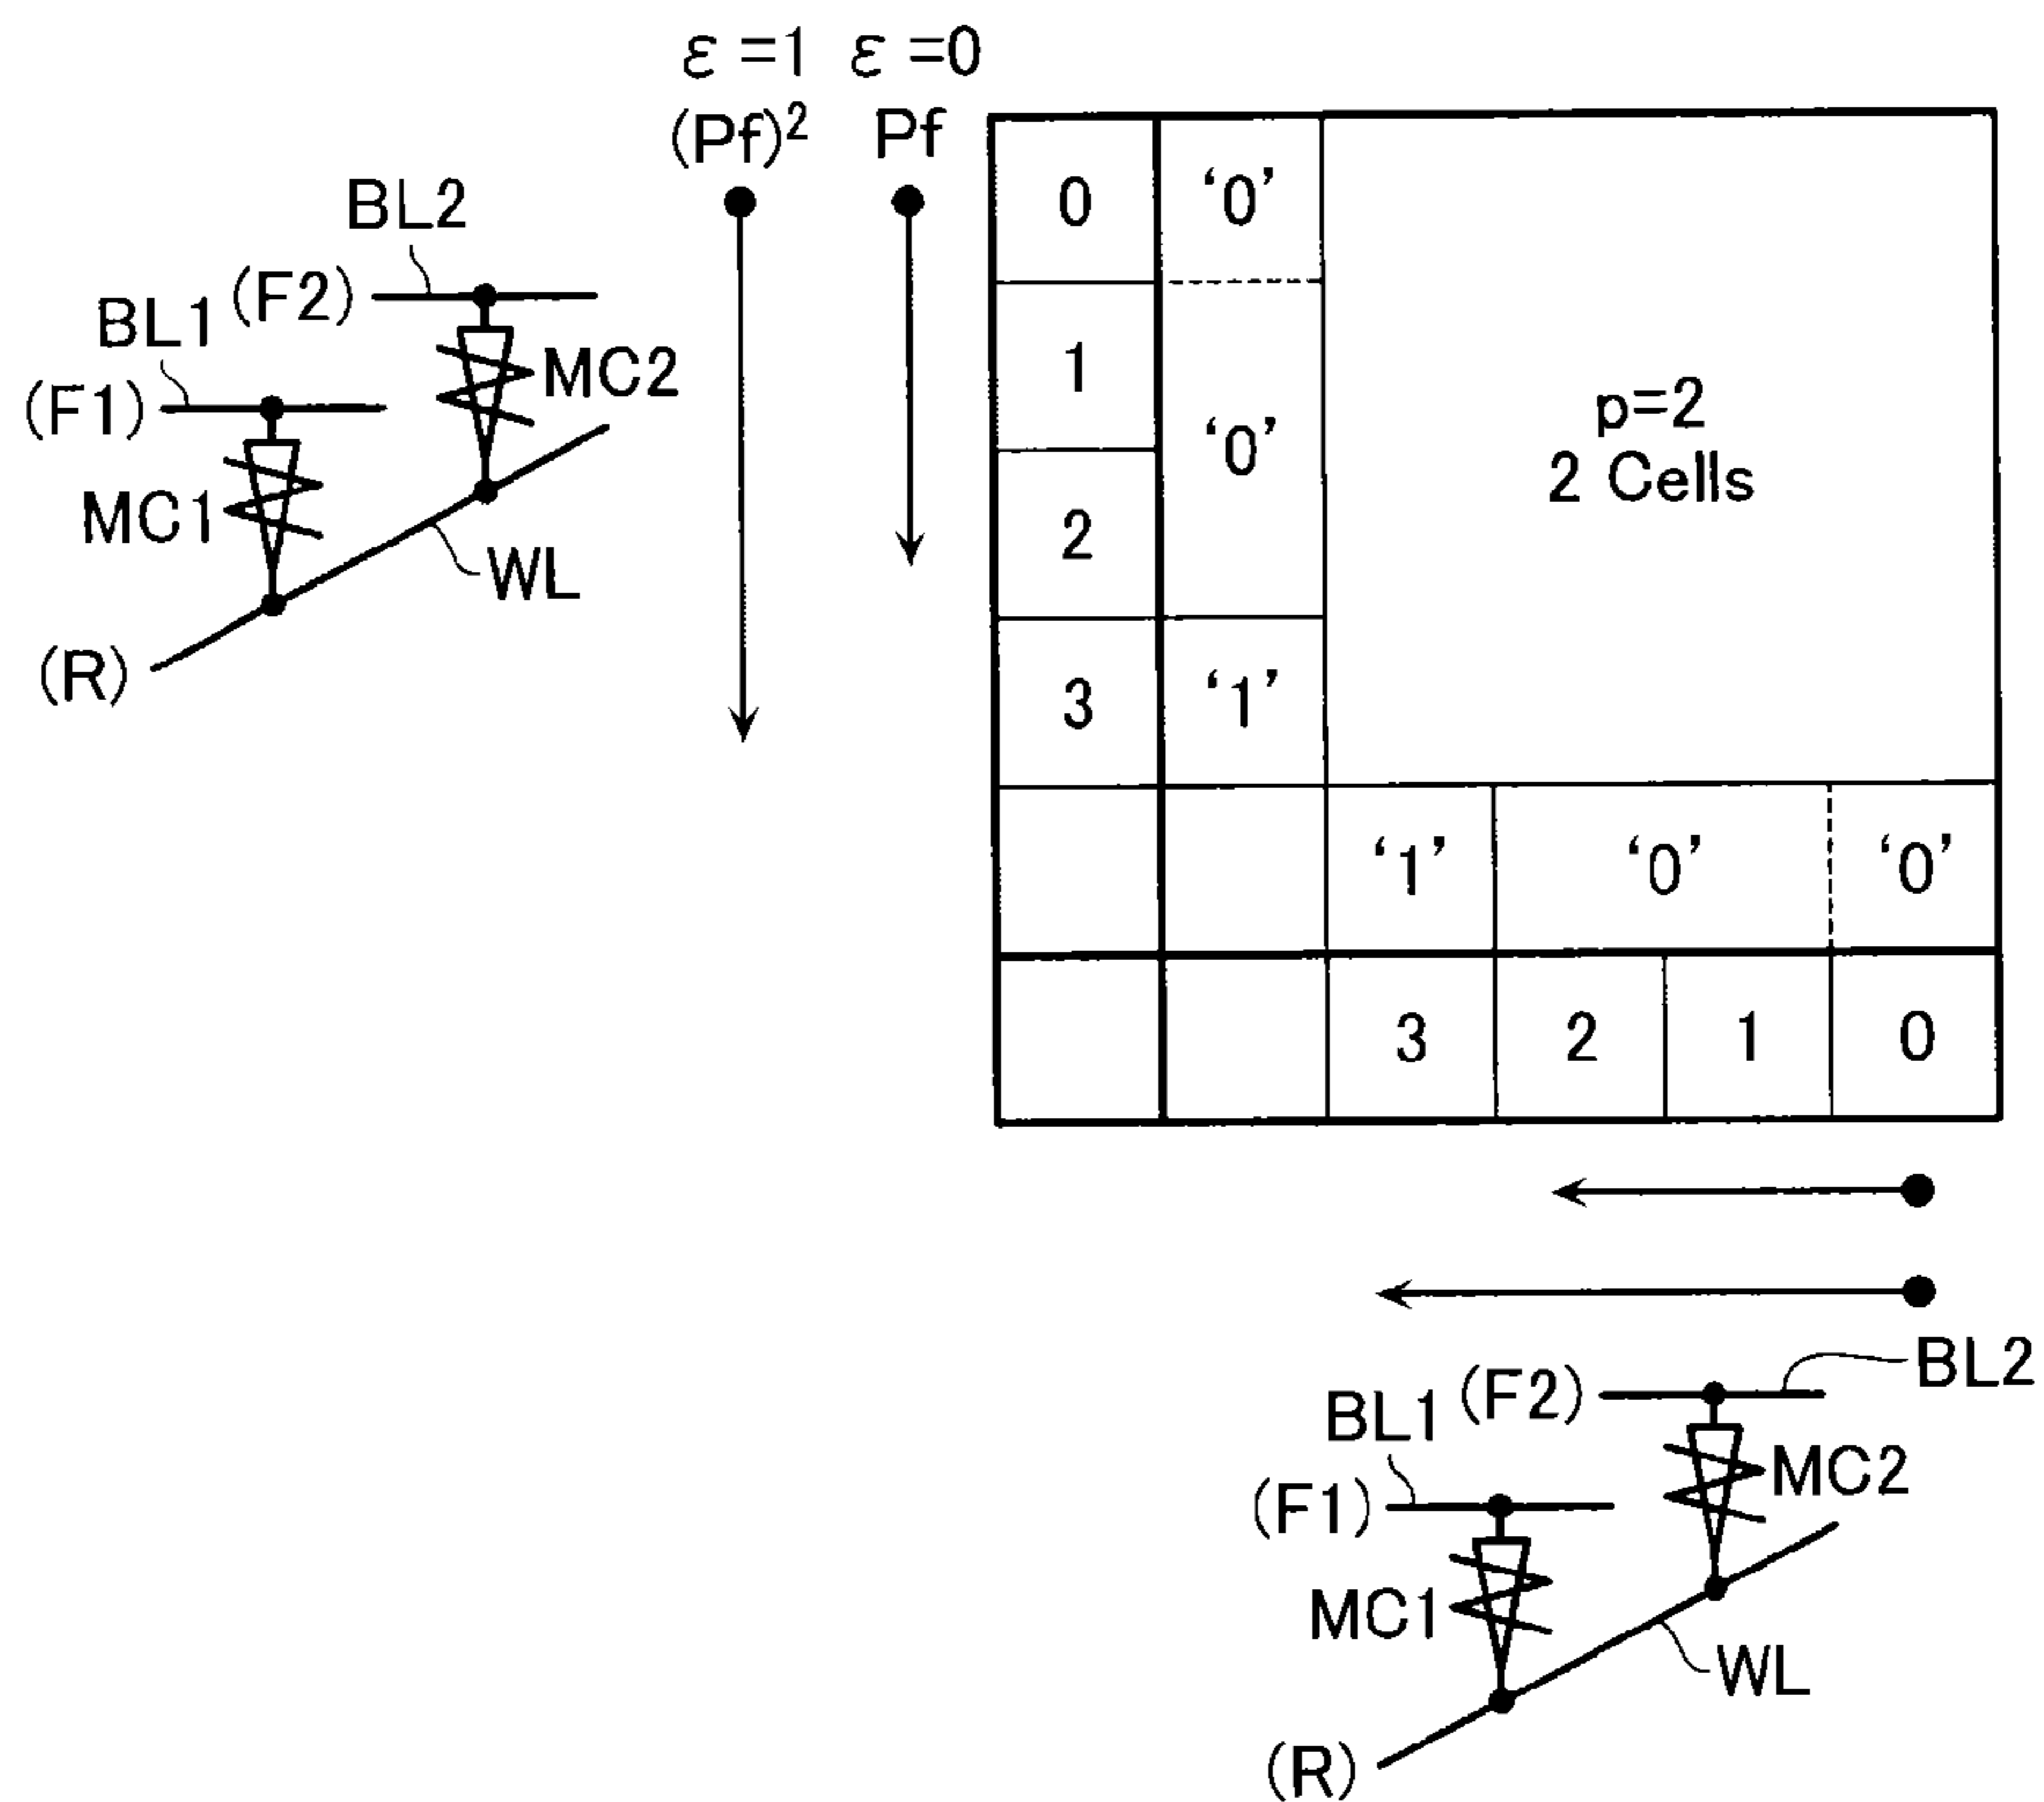 ε=1 ε=0
(Pf)² Pf
BL2
(F2)
BL1
(F1)
MC2
MC1
WL
(R)
0 '0'
1
'0'
2
3 '1'
p=2
2 Cells
'1' '0' '0'
3 2 1 0
BL2
(F2)
BL1
(F1)
MC2
MC1
WL
(R)